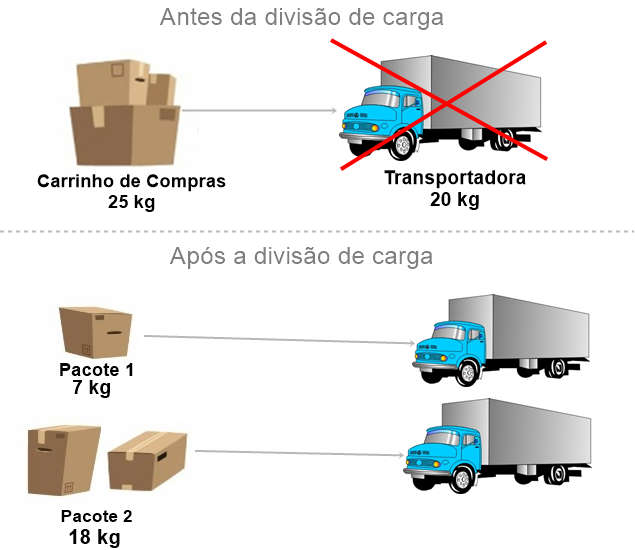 Antes da divisão de carga
Carrinho de Compras
25 kg
Transportadora
20 kg
Após a divisão de carga
Pacote 1
7 kg
Pacote 2
18 kg